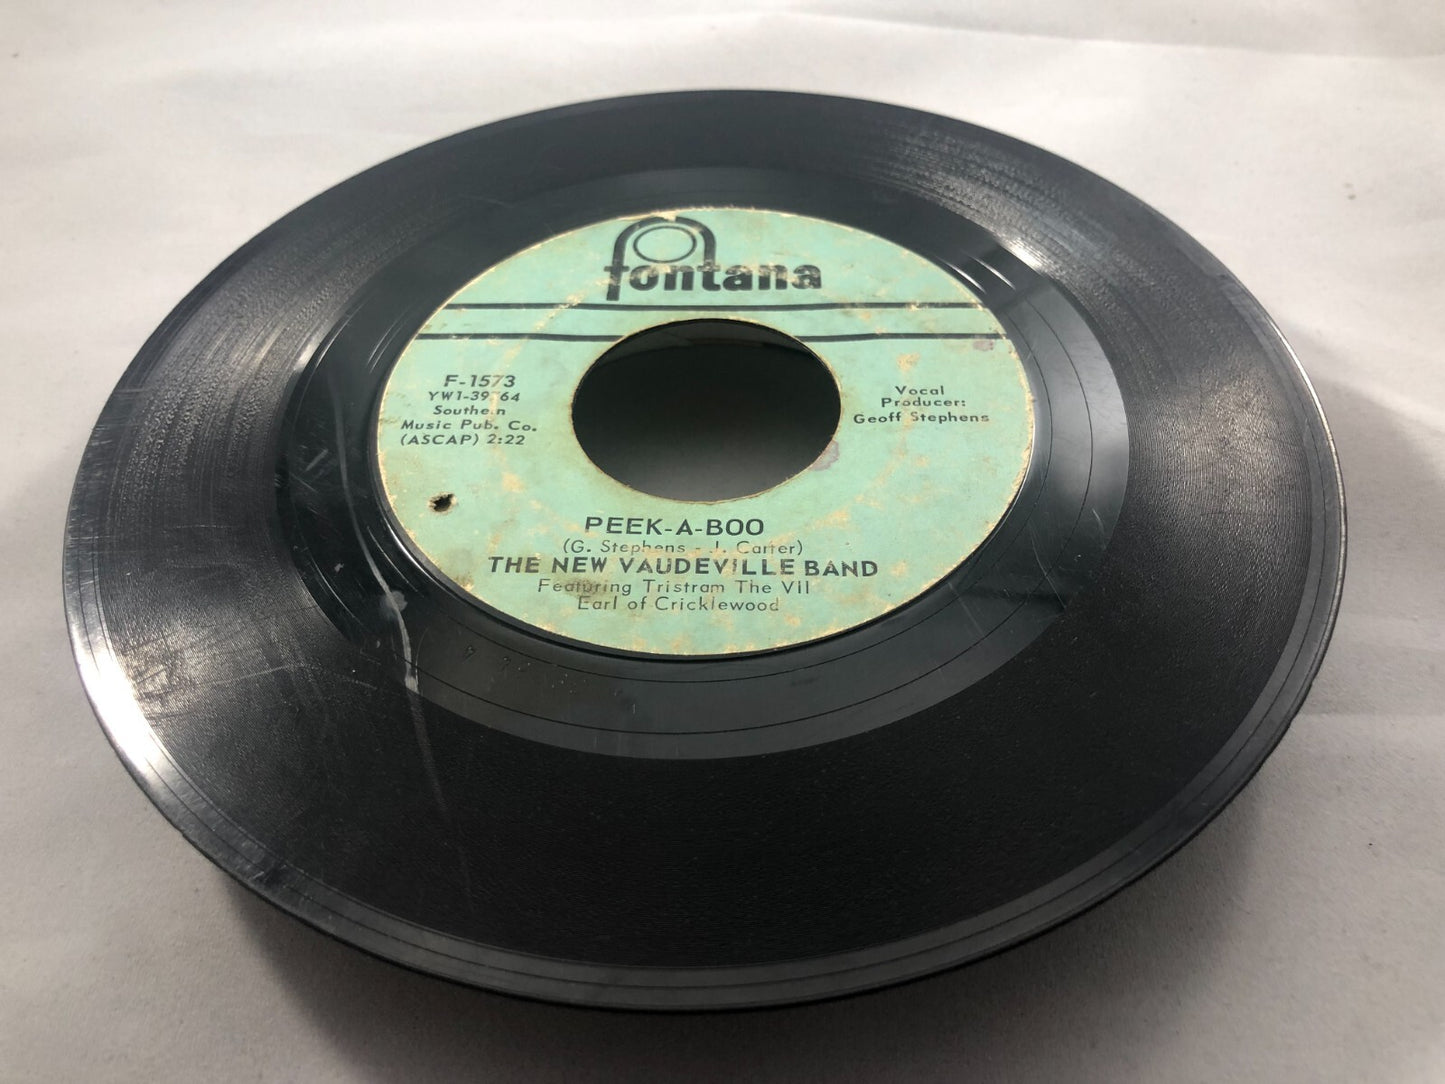 fontana
F-1573
Southern
Music Pub. Co.
(ASCAP) 2:22
Vocal
Producer:
Geoff Stephens
PEEK-A-BOO
(G. Stephens - J. Carter)
THE NEW VAUDEVILLE BAND
Featuring Tristram The VII
Earl of Cricklewood